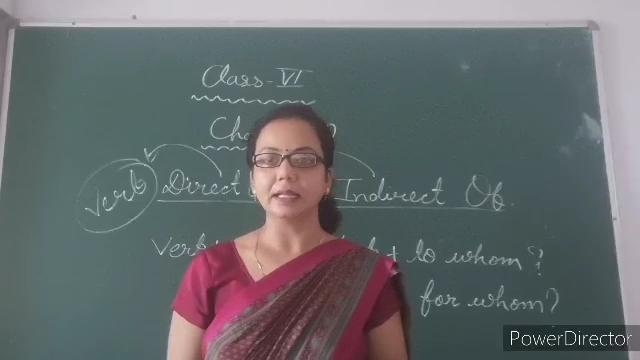 Class-VI
Verb Direct Indirect Ob.
to whom?
for whom?
PowerDirector